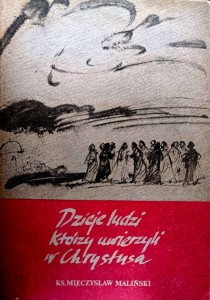 Dzieje ludzi
którzy uwierzyli
w Chrystusa
KS. MIECZYSŁAW MALIŃSKI